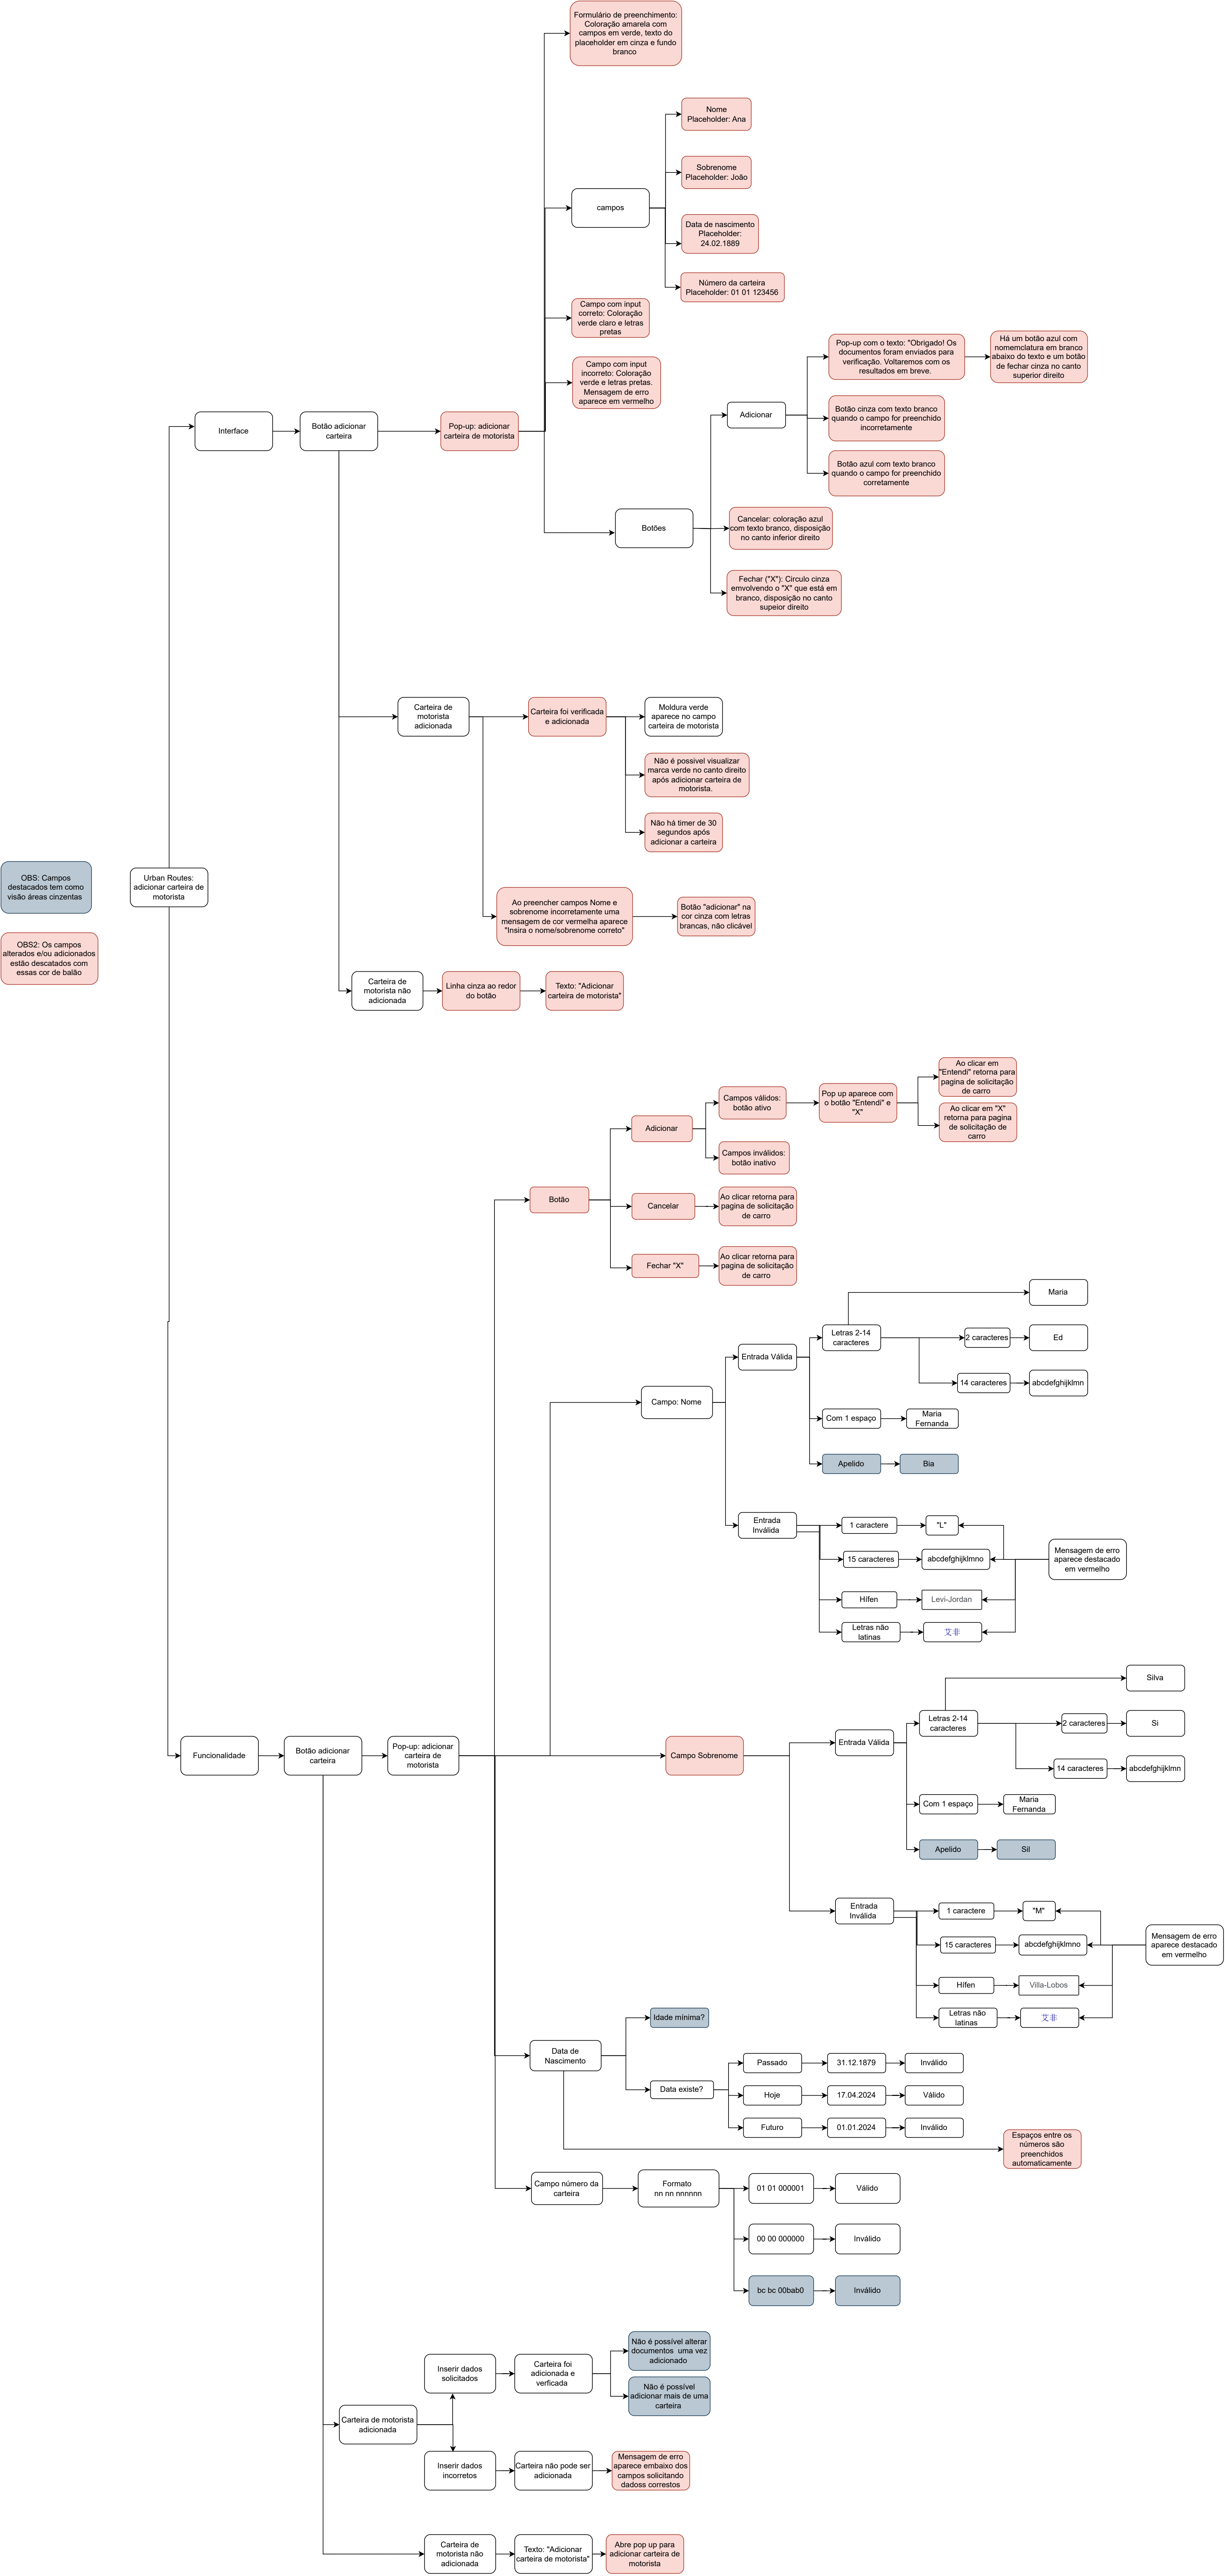 Formulário de preenchimento:
Coloração amarela com
campos em verde, texto do
placeholder em cinza e fundo
branco
Nome
Placeholder: Ana
Sobrenome
Placeholder: João
campos
Data de nascimento
Placeholder:
24.02.1889
Número da carteira
Placeholder: 01 01 123456
Campo com input
correto: Coloração
verde claro e letras
pretas
Campo com input
incorreto: Coloração
verde e letras pretas.
Mensagem de erro
aparece em vermelho
Pop-up com o texto: "Obrigado! Os
documentos foram enviados para
verificação. Voltaremos com os
resultados em breve.
Há um botão azul com
nomemclatura em branco
abaixo do texto e um botão
de fechar cinza no canto
superior direito
Adicionar
Botão cinza com texto branco
quando o campo for preenchido
incorretamente
Botão azul com texto branco
quando o campo for preenchido
corretamente
Interface
Botão adicionar
carteira
Pop-up: adicionar
carteira de motorista
Botões
Cancelar: coloração azul
com texto branco, disposição
no canto inferior direito
Fechar ("X"): Circulo cinza
emvolvendo o "X" que está em
branco, disposição no canto
supeior direito
Carteira de
motorista
adicionada
Carteira foi verificada
e adicionada
Moldura verde
aparece no campo
carteira de motorista
Não é possivel visualizar
marca verde no canto direito
após adicionar carteira de
motorista.
Não há timer de 30
segundos após
adicionar a carteira
OBS: Campos
destacados tem como
visão áreas cinzentas
Urban Routes:
adicionar carteira de
motorista
Ao preencher campos Nome e
sobrenome incorretamente uma
mensagem de cor vermelha aparece
"Insira o nome/sobrenome correto"
Botão "adicionar" na
cor cinza com letras
brancas, não clicável
OBS2: Os campos
alterados e/ou adicionados
estão descatados com
essas cor de balão
Carteira de
motorista não
adicionada
Linha cinza ao redor
do botão
Texto: "Adicionar
carteira de motorista"
Ao clicar em
"Entendi" retorna para
pagina de solicitação
de carro
Campos válidos:
botão ativo
Pop up aparece com
o botão "Entendi" e
"X"
Ao clicar em "X"
retorna para pagina
de solicitação de
carro
Adicionar
Campos inválidos:
botão inativo
Botão
Cancelar
Ao clicar retorna para
pagina de solicitação
de carro
Fechar "X"
Ao clicar retorna para
pagina de solicitação
de carro
Maria
Letras 2-14
caracteres
2 caracteres
Ed
Entrada Válida
14 caracteres
abcdefghijklmn
Campo: Nome
Com 1 espaço
Maria
Fernanda
Apelido
Bia
Entrada
Inválida
1 caractere
"L"
15 caracteres
abcdefghijklmno
Mensagem de erro
aparece destacado
em vermelho
Hífen
Levi-Jordan
Letras não
latinas
艾非
Silva
Letras 2-14
caracteres
2 caracteres
Si
Funcionalidade
Botão adicionar
carteira
Pop-up: adicionar
carteira de
motorista
Campo Sobrenome
Entrada Válida
14 caracteres
abcdefghijklmn
Com 1 espaço
Maria
Fernanda
Apelido
Sil
Entrada
Inválida
1 caractere
"M"
15 caracteres
abcdefghijklmno
Mensagem de erro
aparece destacado
em vermelho
Hífen
Villa-Lobos
Letras não
latinas
艾非
Idade mínima?
Data de
Nascimento
Data existe?
Passado
31.12.1879
Inválido
Hoje
17.04.2024
Válido
Futuro
01.01.2024
Inválido
Espaços entre os
números são
preenchidos
automaticamente
Campo número da
carteira
Formato
nn nn nnnnnn
01 01 000001
Válido
00 00 000000
Inválido
bc bc 00bab0
Inválido
Não é possível alterar
documentos uma vez
adicionado
Inserir dados
solicitados
Carteira foi
adicionada e
verficada
Não é possível
adicionar mais de uma
carteira
Carteira de motorista
adicionada
Inserir dados
incorretos
Carteira não pode ser
adicionada
Mensagem de erro
aparece embaixo dos
campos solicitando
dadoss correstos
Carteira de
motorista não
adicionada
Texto: "Adicionar
carteira de motorista"
Abre pop up para
adicionar carteira de
motorista